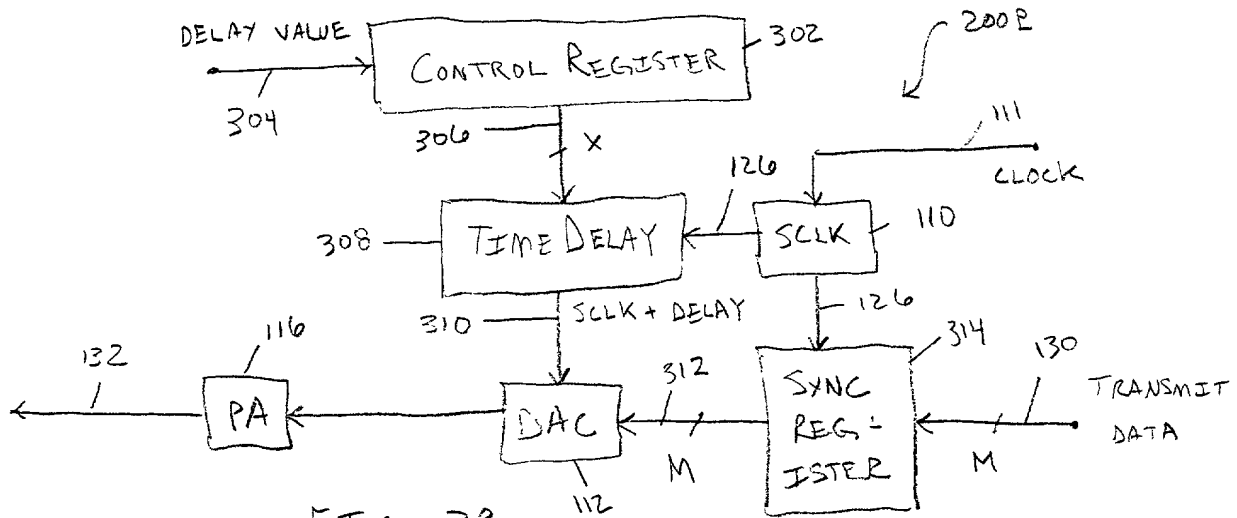 DELAY VALUE
304
CONTROL REGISTER
302
200E
306
X
111
CLOCK
126
308
TIME DELAY
SCLK
110
310
SCLK + DELAY
126
314
132
116
PA
DAC
112
312
M
SYNC
REG-
ISTER
130
M
TRANSMIT
DATA